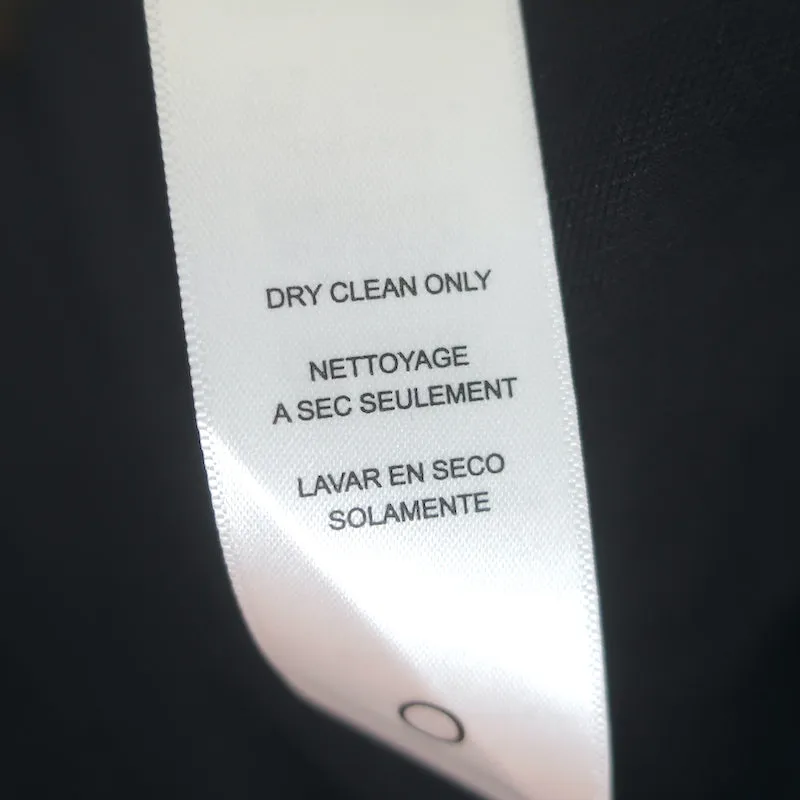 DRY CLEAN ONLY
NETTOYAGE
A SEC SEULEMENT
LAVAR EN SECO
SOLAMENTE